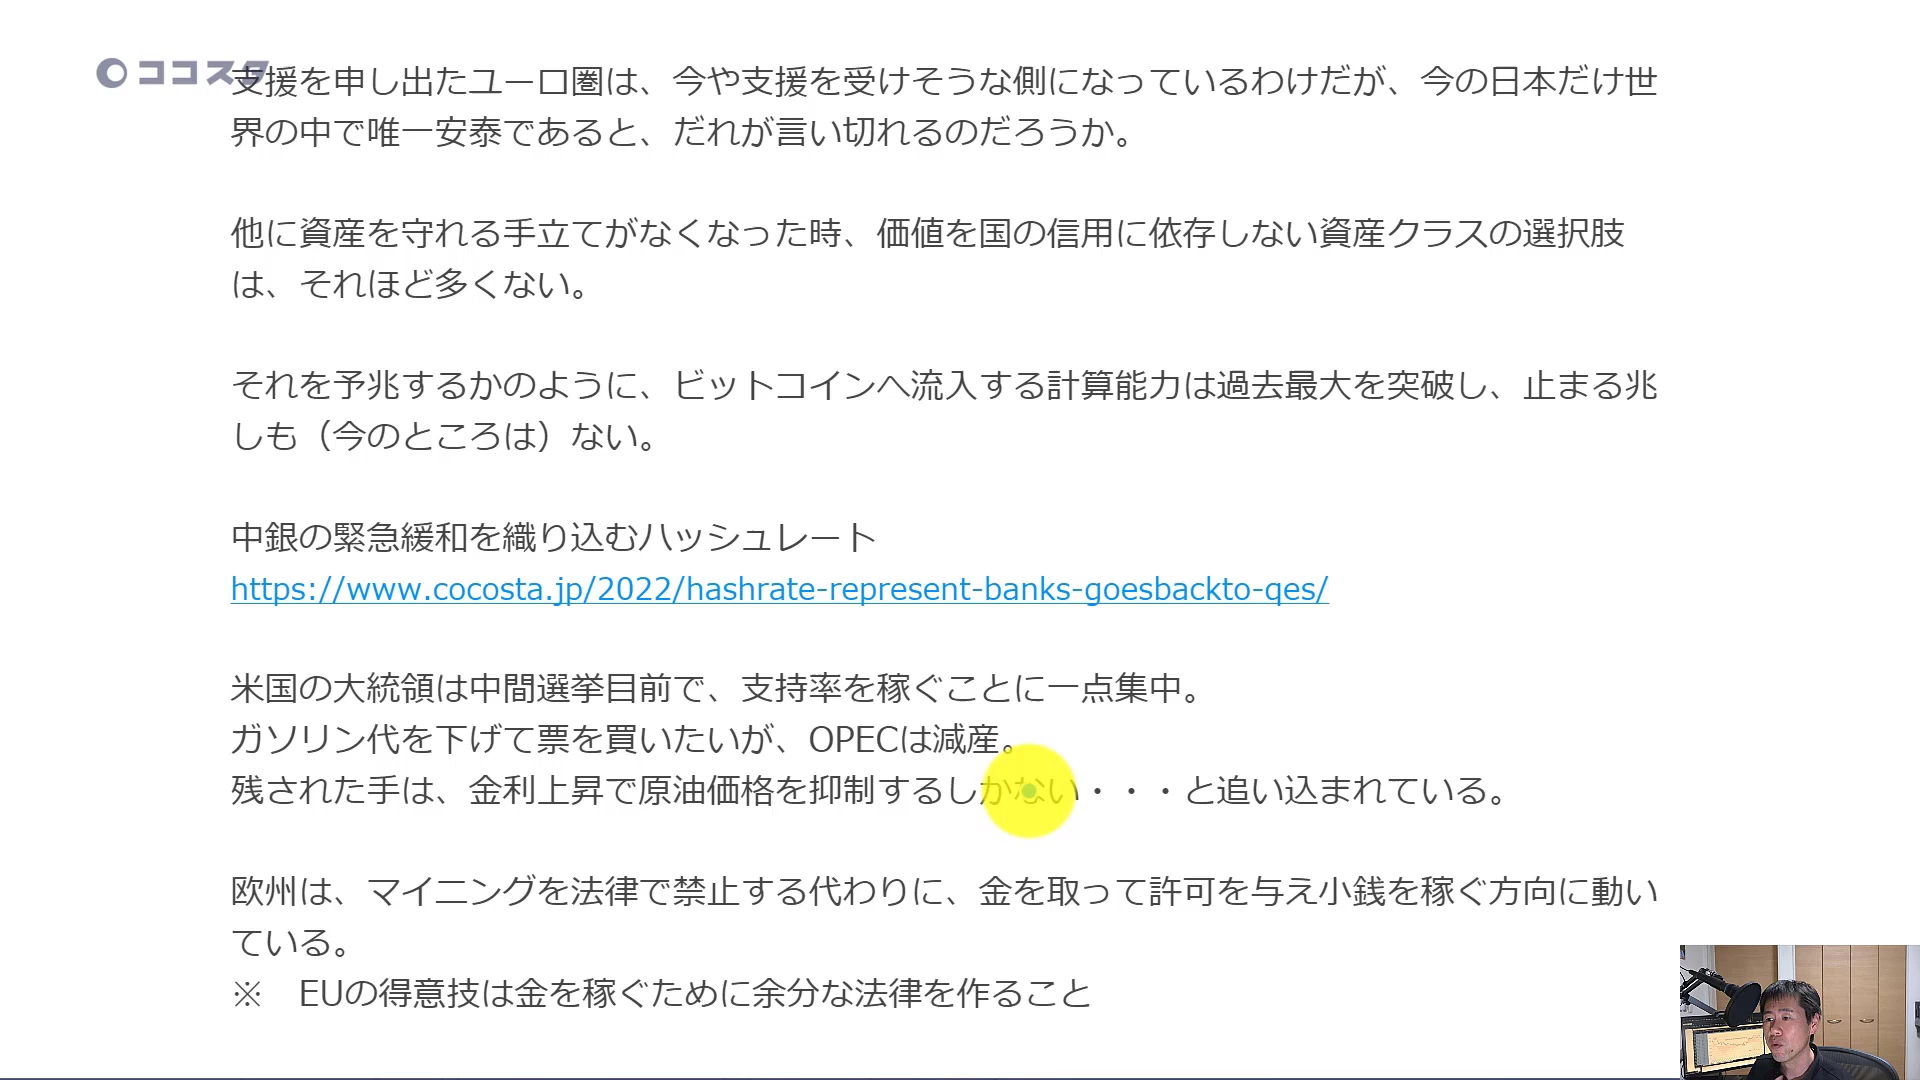 ココスタ
支援を申し出たユーロ圏は、今や支援を受けそうな側になっているわけだが、今の日本だけ世
界の中で唯一安泰であると、だれが言い切れるのだろうか。
他に資産を守れる手立てがなくなった時、価値を国の信用に依存しない資産クラスの選択肢
は、それほど多くない。
それを予兆するかのように、ビットコインへ流入する計算能力は過去最大を突破し、止まる兆
しも（今のところは）ない。
中銀の緊急緩和を織り込むハッシュレート
https://www.cocosta.jp/2022/hashrate-represent-banks-goesbackto-qes/
米国の大統領は中間選挙目前で、支持率を稼ぐことに一点集中。
ガソリン代を下げて票を買いたいが、OPECは減産。
残された手は、金利上昇で原油価格を抑制するしかない・・・と追い込まれている。
欧州は、マイニングを法律で禁止する代わりに、金を取って許可を与え小銭を稼ぐ方向に動い
ている。
※　EUの得意技は金を稼ぐために余分な法律を作ること